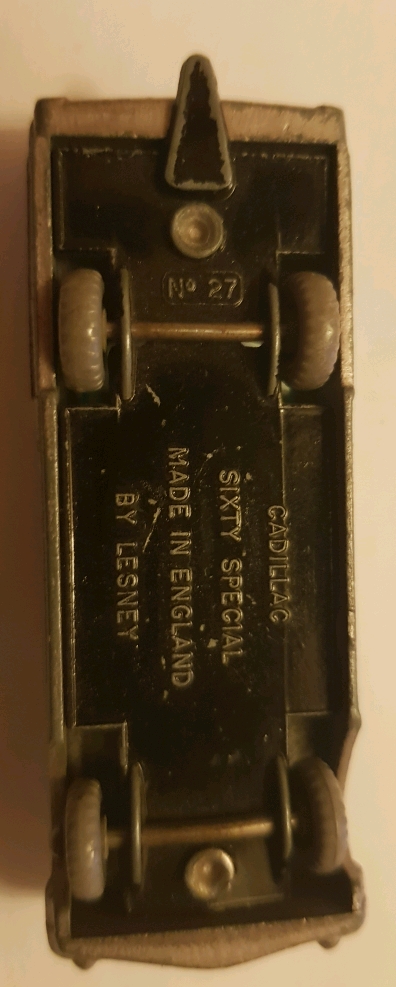 Nº 27
CADILLAC
SIXTY SPECIAL
MADE IN ENGLAND
BY LESNEY